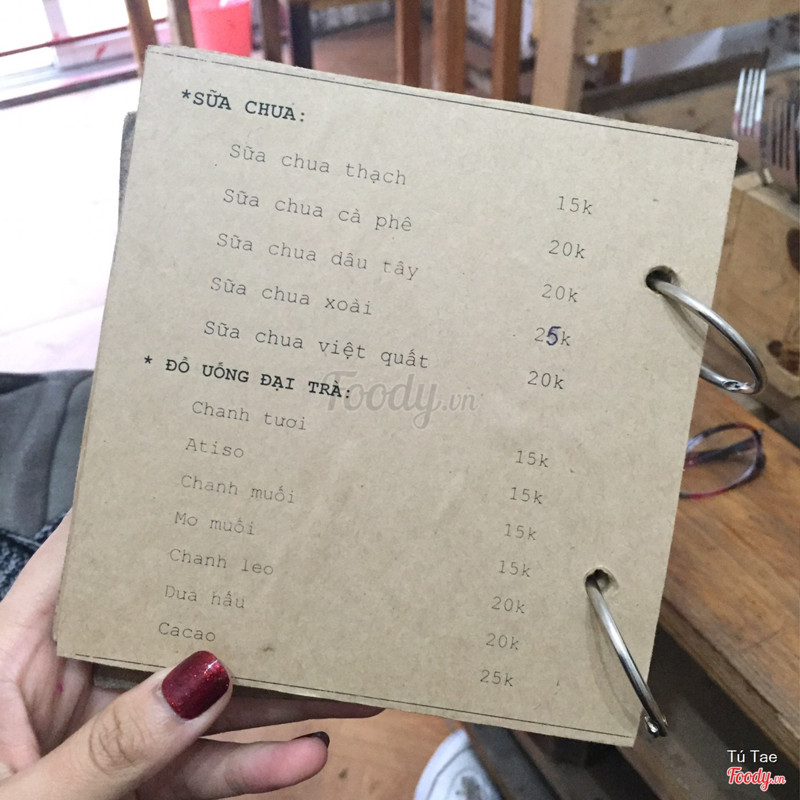 *SỮA CHUA:
Sữa chua thạch 15k
Sữa chua cà phê 20k
Sữa chua dâu tây 20k
Sữa chua xoài 25k
Sữa chua việt quất 20k
* ĐỒ UỐNG ĐẠI TRÀ:
Chanh tươi 15k
Atiso 15k
Chanh muối 15k
Mơ muối 15k
Chanh leo 20k
Dưa hấu 20k
Cacao 25k
Foody.vn
Tú Tae
Foody.vn